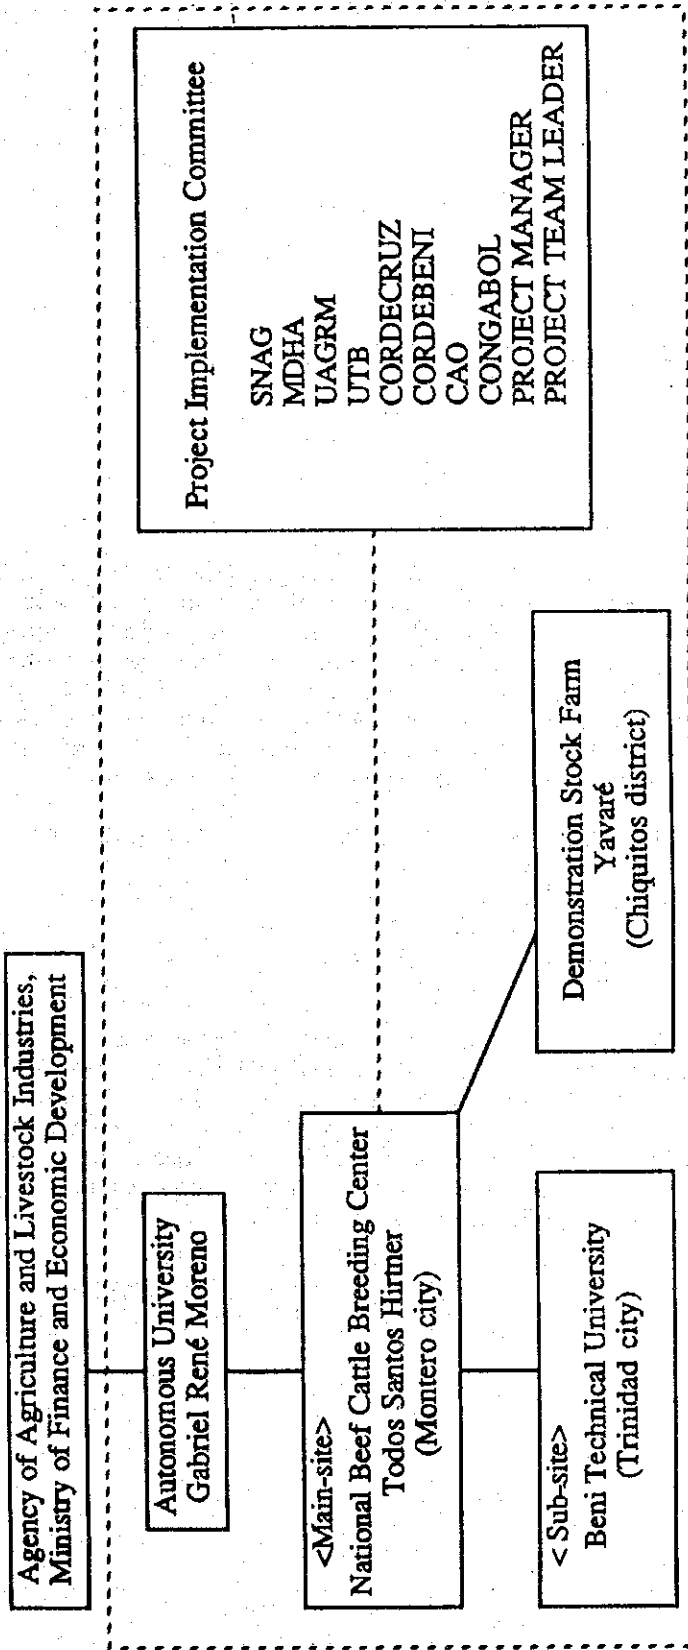 Agency of Agriculture and Livestock Industries,
Ministry of Finance and Economic Development
Autonomous University
Gabriel René Moreno
<Main-site>
National Beef Cattle Breeding Center
Todos Santos Hirtner
(Montero city)
<Sub-site>
Beni Technical University
(Trinidad city)
Demonstration Stock Farm
Yavaré
(Chiquitos district)
Project Implementation Committee
SNAG
MDHA
UAGRM
UTB
CORDECRUZ
CORDEBENI
CAO
CONGABOL
PROJECT MANAGER
PROJECT TEAM LEADER